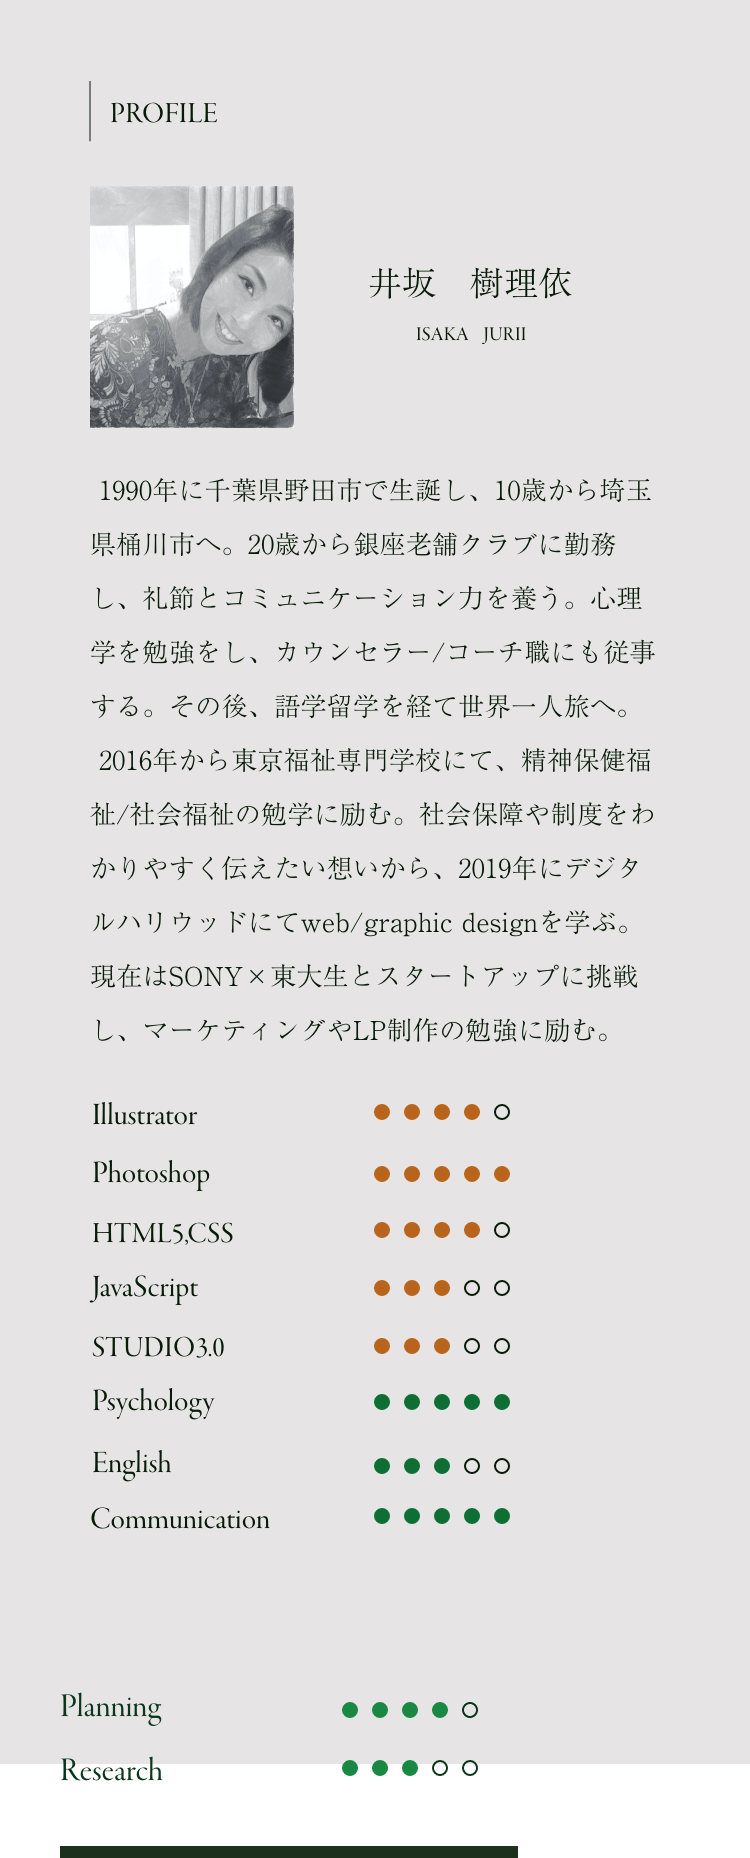 PROFILE
井坂　樹理依
ISAKA JURII
1990年に千葉県野田市で生誕し、10歳から埼玉
県桶川市へ。20歳から銀座老舗クラブに勤務
し、礼節とコミュニケーション力を養う。心理
学を勉強をし、カウンセラー/コーチ職にも従事
する。その後、語学留学を経て世界一人旅へ。
2016年から東京福祉専門学校にて、精神保健福
祉/社会福祉の勉学に励む。社会保障や制度をわ
かりやすく伝えたい想いから、2019年にデジタ
ルハリウッドにてweb/graphic designを学ぶ。
現在はSONY×東大生とスタートアップに挑戦
し、マーケティングやLP制作の勉強に励む。
Illustrator
Photoshop
HTML5,CSS
JavaScript
STUDIO3.0
Psychology
English
Communication
Planning
Research